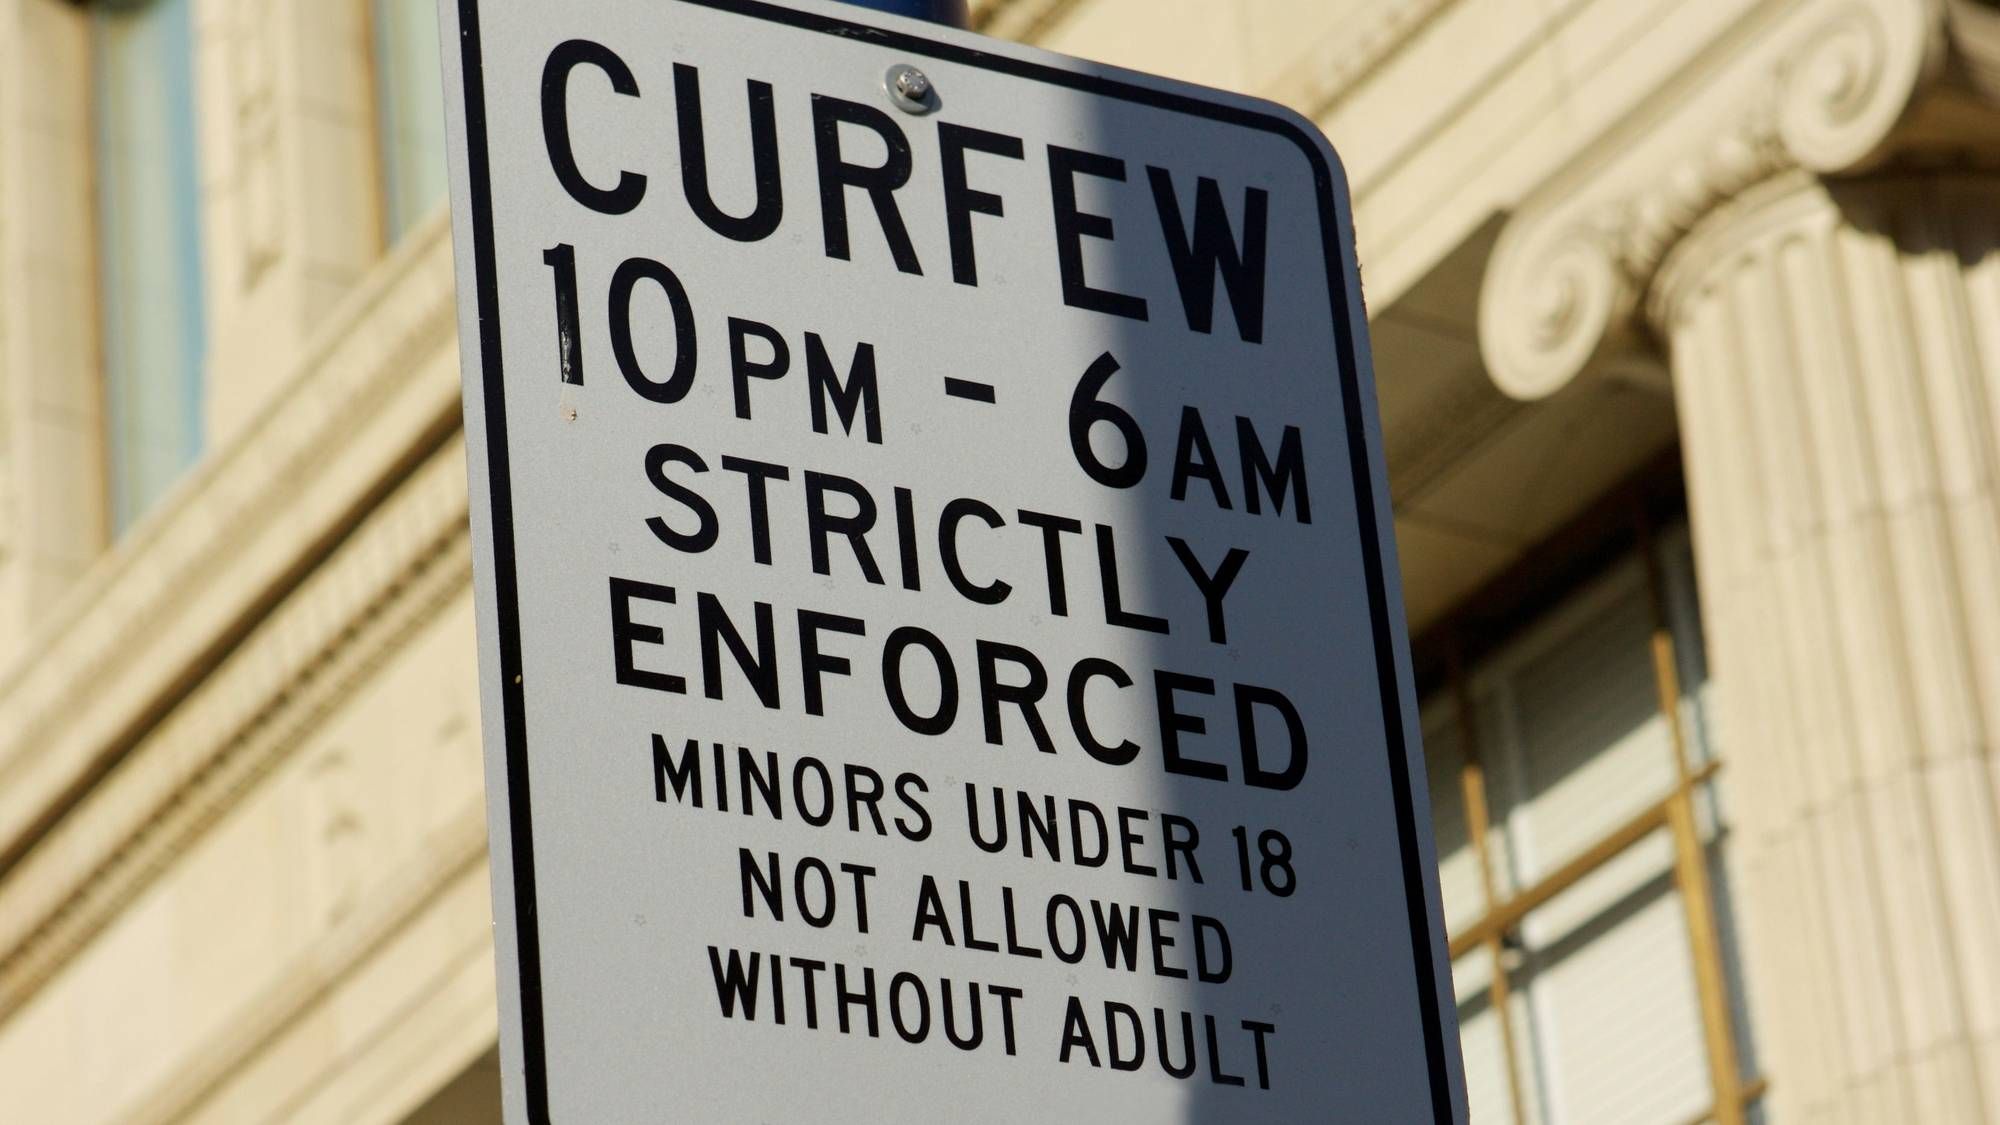 CURFEW
10 PM - 6 AM
STRICTLY
ENFORCED
MINORS UNDER 18
NOT ALLOWED
WITHOUT ADULT